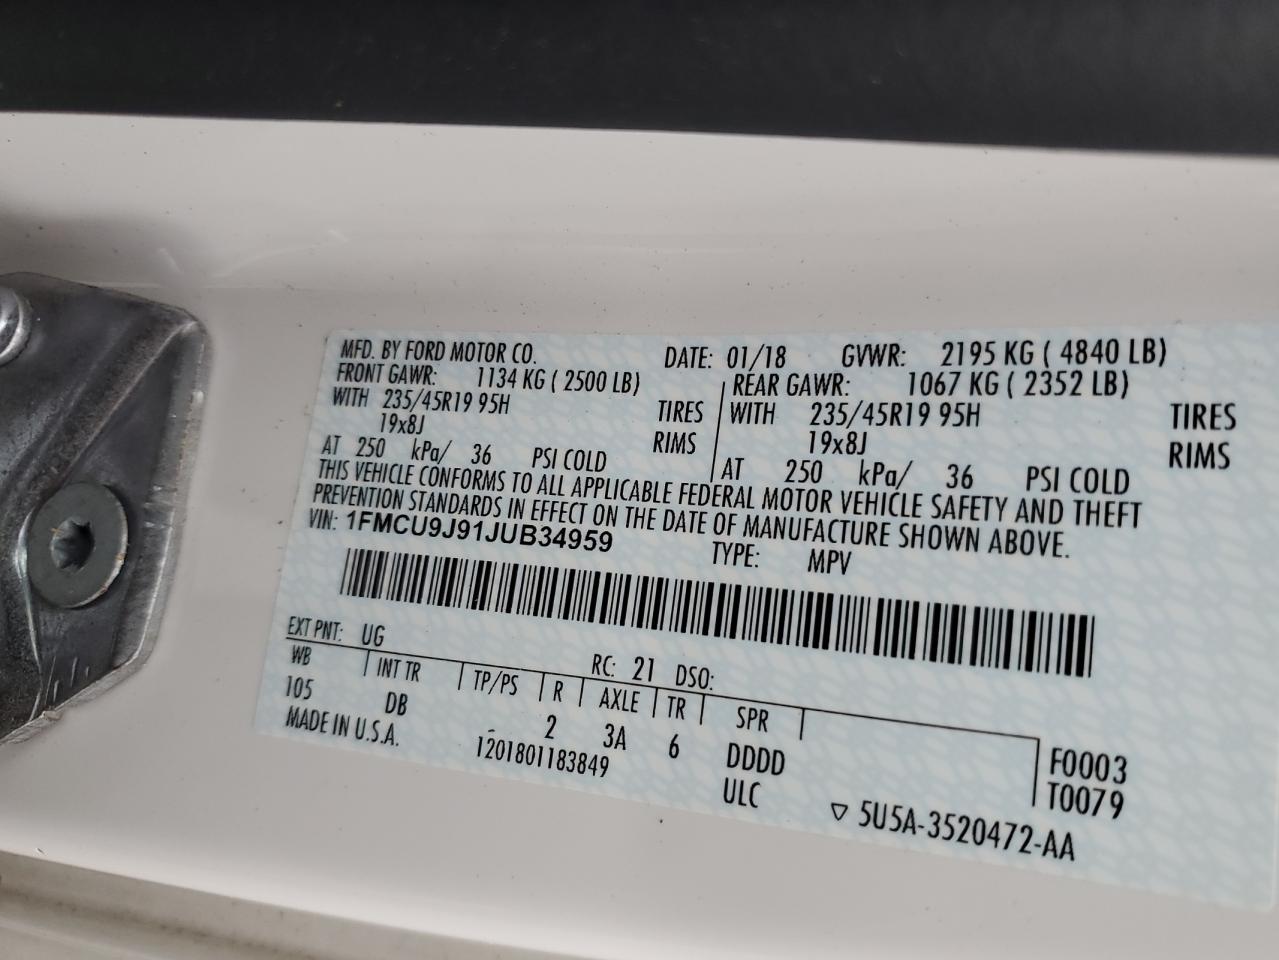 MFD. BY FORD MOTOR CO. DATE: 01/18 GVWR: 2195 KG ( 4840 LB)
FRONT GAWR: 1134 KG ( 2500 LB) REAR GAWR: 1067 KG ( 2352 LB)
WITH 235/45R19 95H TIRES WITH 235/45R19 95H TIRES
19x8J RIMS 19x8J RIMS
AT 250 kPa/ 36 PSI COLD AT 250 kPa/ 36 PSI COLD
THIS VEHICLE CONFORMS TO ALL APPLICABLE FEDERAL MOTOR VEHICLE SAFETY AND THEFT
PREVENTION STANDARDS IN EFFECT ON THE DATE OF MANUFACTURE SHOWN ABOVE.
VIN: 1FMCU9J91JUB34959 TYPE: MPV
EXT PNT: UG RC: 21 DSO:
WB INT TR TP/PS R AXLE TR SPR
105 DB - 2 3A 6 DDDD F0003
MADE IN U.S.A. 1201801183849 ULC T0079
▽ 5U5A-3520472-AA